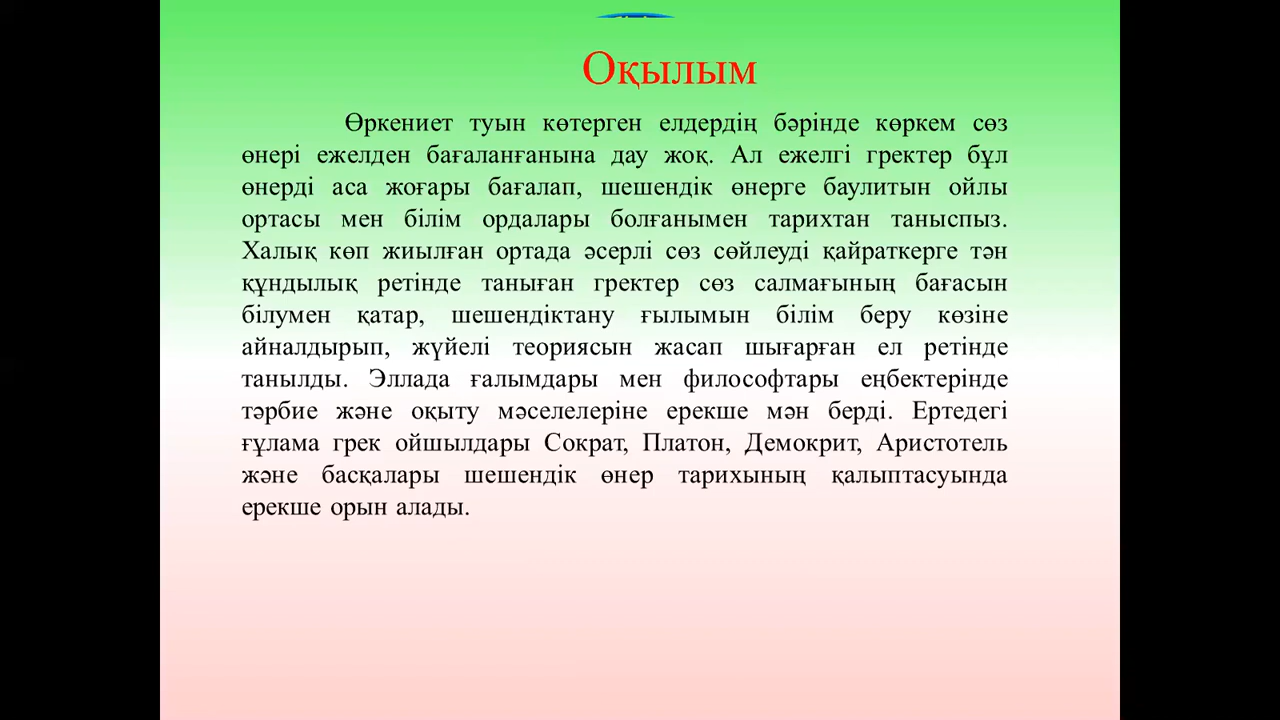 Оқылым
Өркениет туын көтерген елдердің бәрінде көркем сөз
өнері ежелден бағаланғанына дау жоқ. Ал ежелгі гректер бұл
өнерді аса жоғары бағалап, шешендік өнерге баулитын ойлы
ортасы мен білім ордалары болғанымен тарихтан таныспыз.
Халық көп жиылған ортада әсерлі сөз сөйлеуді қайраткерге тән
құндылық ретінде таныған гректер сөз салмағының бағасын
білумен қатар, шешендіктану ғылымын білім беру көзіне
айналдырып, жүйелі теориясын жасап шығарған ел ретінде
танылды. Эллада ғалымдары мен философтары еңбектерінде
тәрбие және оқыту мәселелеріне ерекше мән берді. Ертедегі
ғұлама грек ойшылдары Сократ, Платон, Демокрит, Аристотель
және басқалары шешендік өнер тарихының қалыптасуында
ерекше орын алады.